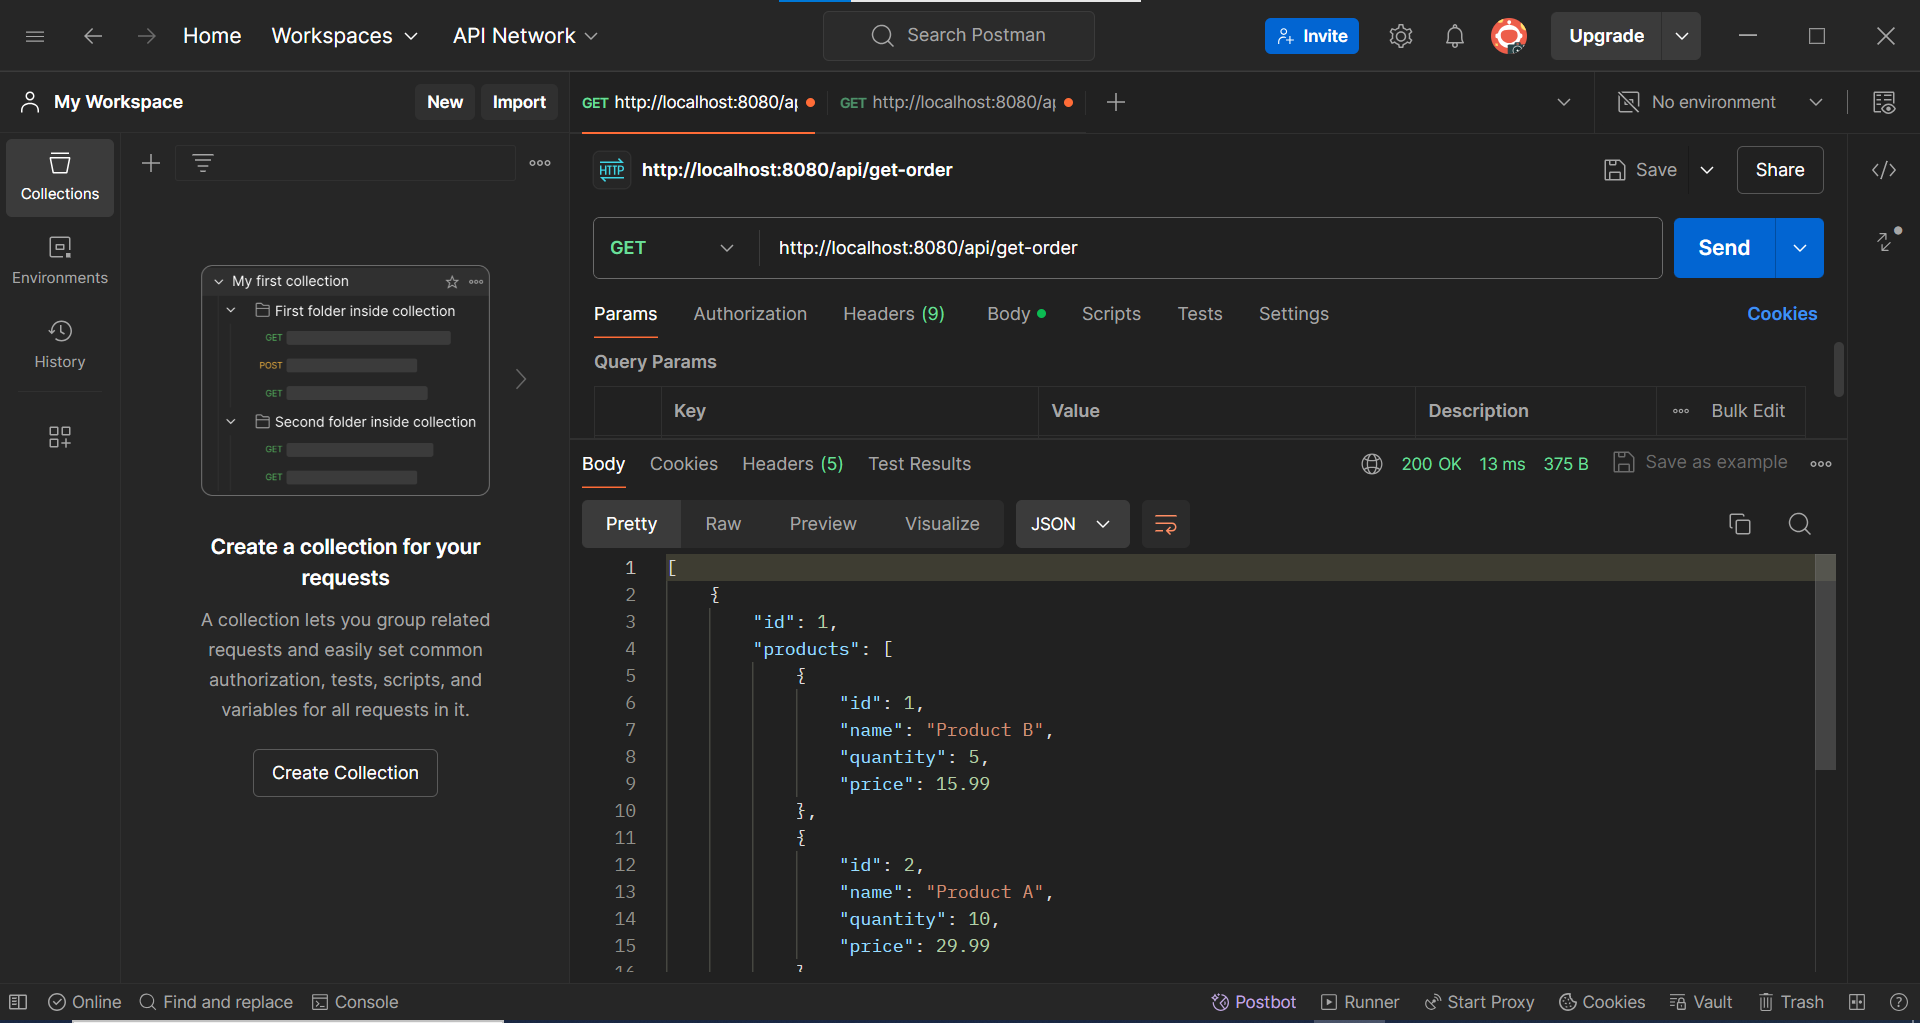 Home Workspaces API Network Search Postman Invite Upgrade
My Workspace New Import
GET http://localhost:8080/ap GET http://localhost:8080/ap No environment
Collections
Environments
History
My first collection
First folder inside collection
GET
POST
GET
Second folder inside collection
GET
GET
Create a collection for your
requests
A collection lets you group related
requests and easily set common
authorization, tests, scripts, and
variables for all requests in it.
Create Collection
HTTP http://localhost:8080/api/get-order Save Share
GET http://localhost:8080/api/get-order Send
Params Authorization Headers (9) Body Scripts Tests Settings Cookies
Query Params
Key Value Description Bulk Edit
Body Cookies Headers (5) Test Results 200 OK 13 ms 375 B Save as example
Pretty Raw Preview Visualize JSON
1 [
2 {
3 "id": 1,
4 "products": [
5 {
6 "id": 1,
7 "name": "Product B",
8 "quantity": 5,
9 "price": 15.99
10 },
11 {
12 "id": 2,
13 "name": "Product A",
14 "quantity": 10,
15 "price": 29.99
16 }
Online Find and replace Console Postbot Runner Start Proxy Cookies Vault Trash